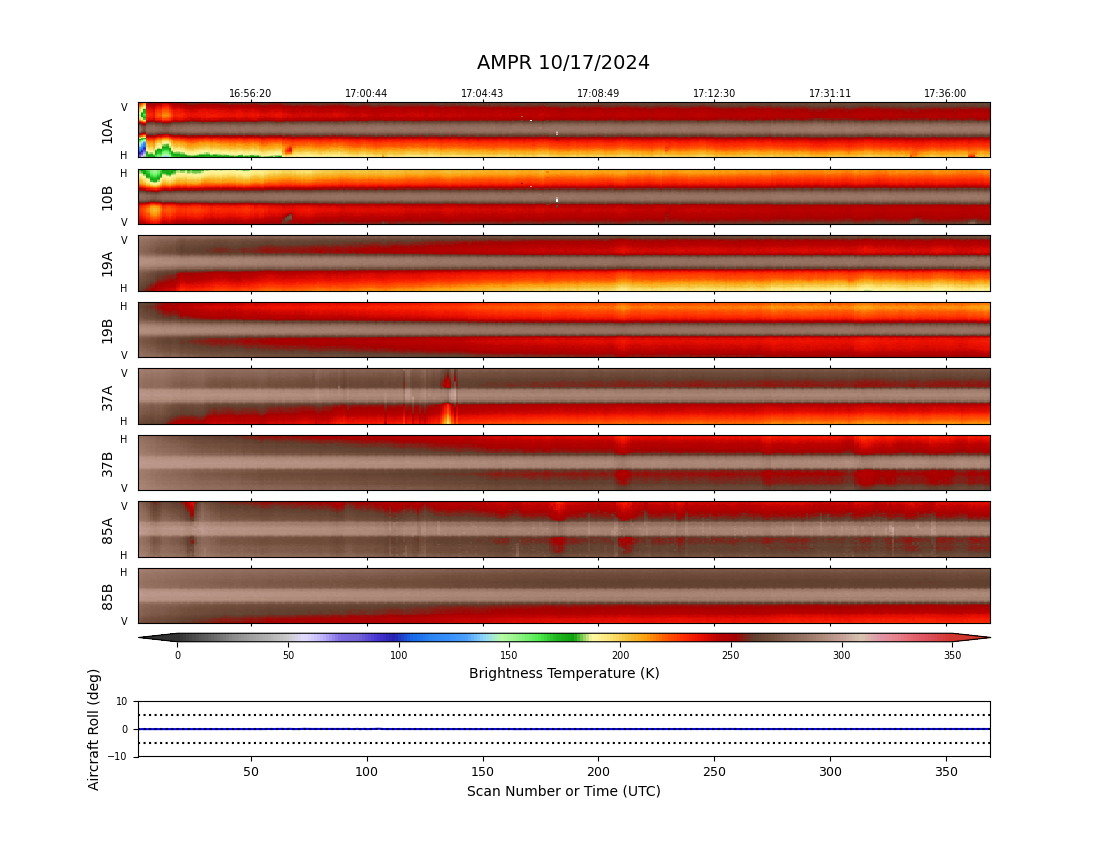 AMPR 10/17/2024
16:56:20 17:00:44 17:04:43 17:08:49 17:12:30 17:31:11 17:36:00
V
10A
H
H
10B
V
V
19A
H
H
19B
V
V
37A
H
H
37B
V
V
85A
H
H
85B
V
0 50 100 150 200 250 300 350
Brightness Temperature (K)
Aircraft Roll (deg)
10
0
−10
50 100 150 200 250 300 350
Scan Number or Time (UTC)